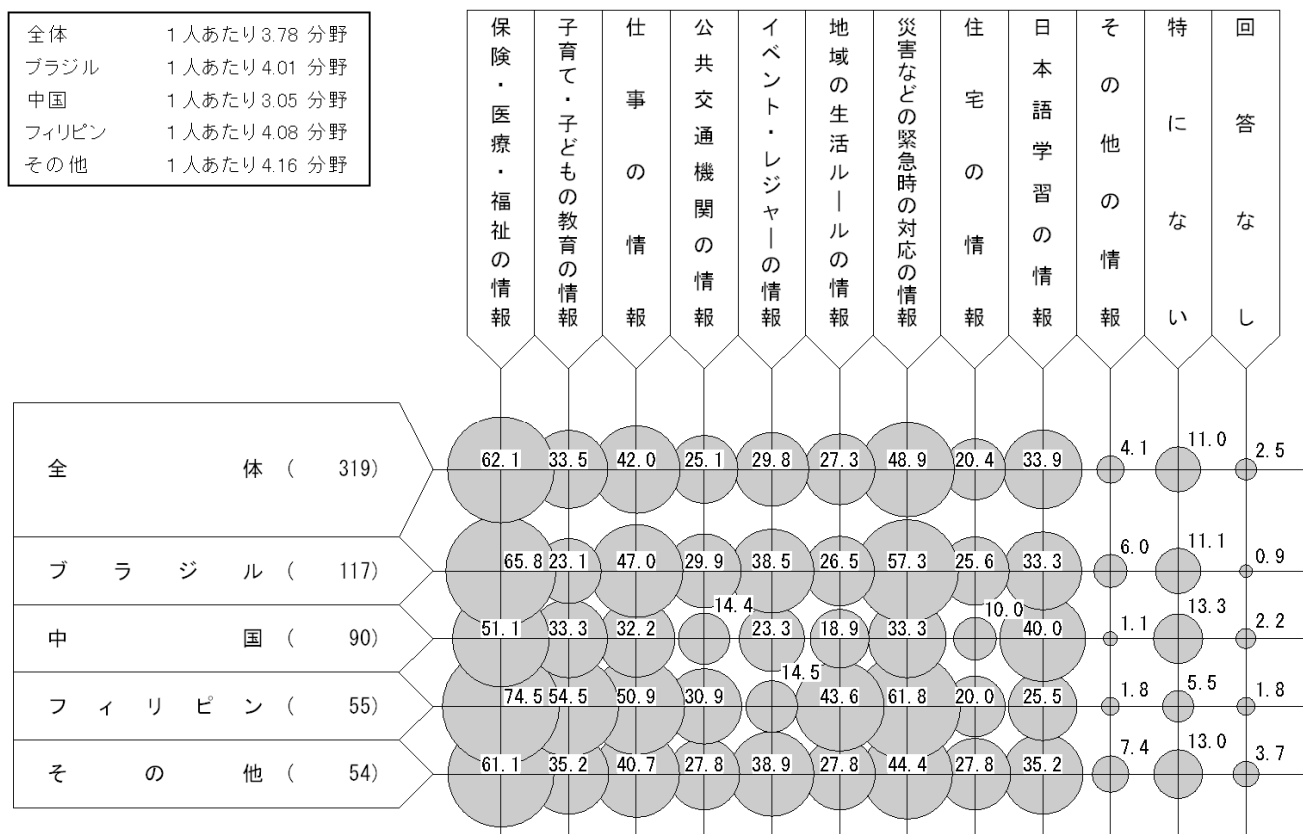 全体 1人あたり3.78 分野
ブラジル 1人あたり4.01 分野
中国 1人あたり3.05 分野
フィリピン 1人あたり4.08 分野
その他 1人あたり4.16 分野
保険・医療・福祉の情報
子育て・子どもの教育の情報
仕事の情報
公共交通機関の情報
イベント・レジャーの情報
地域の生活ルールの情報
災害などの緊急時の対応の情報
住宅の情報
日本語学習の情報
その他の情報
特にない
回答なし
全体( 319) 62.1 33.5 42.0 25.1 29.8 27.3 48.9 20.4 33.9 4.1 11.0 2.5
ブラジル( 117) 65.8 23.1 47.0 29.9 38.5 26.5 57.3 25.6 33.3 6.0 11.1 0.9
中国( 90) 51.1 33.3 32.2 14.4 23.3 18.9 33.3 10.0 40.0 1.1 13.3 2.2
フィリピン( 55) 74.5 54.5 50.9 30.9 14.5 43.6 61.8 20.0 25.5 1.8 5.5 1.8
その他( 54) 61.1 35.2 40.7 27.8 38.9 27.8 44.4 27.8 35.2 7.4 13.0 3.7